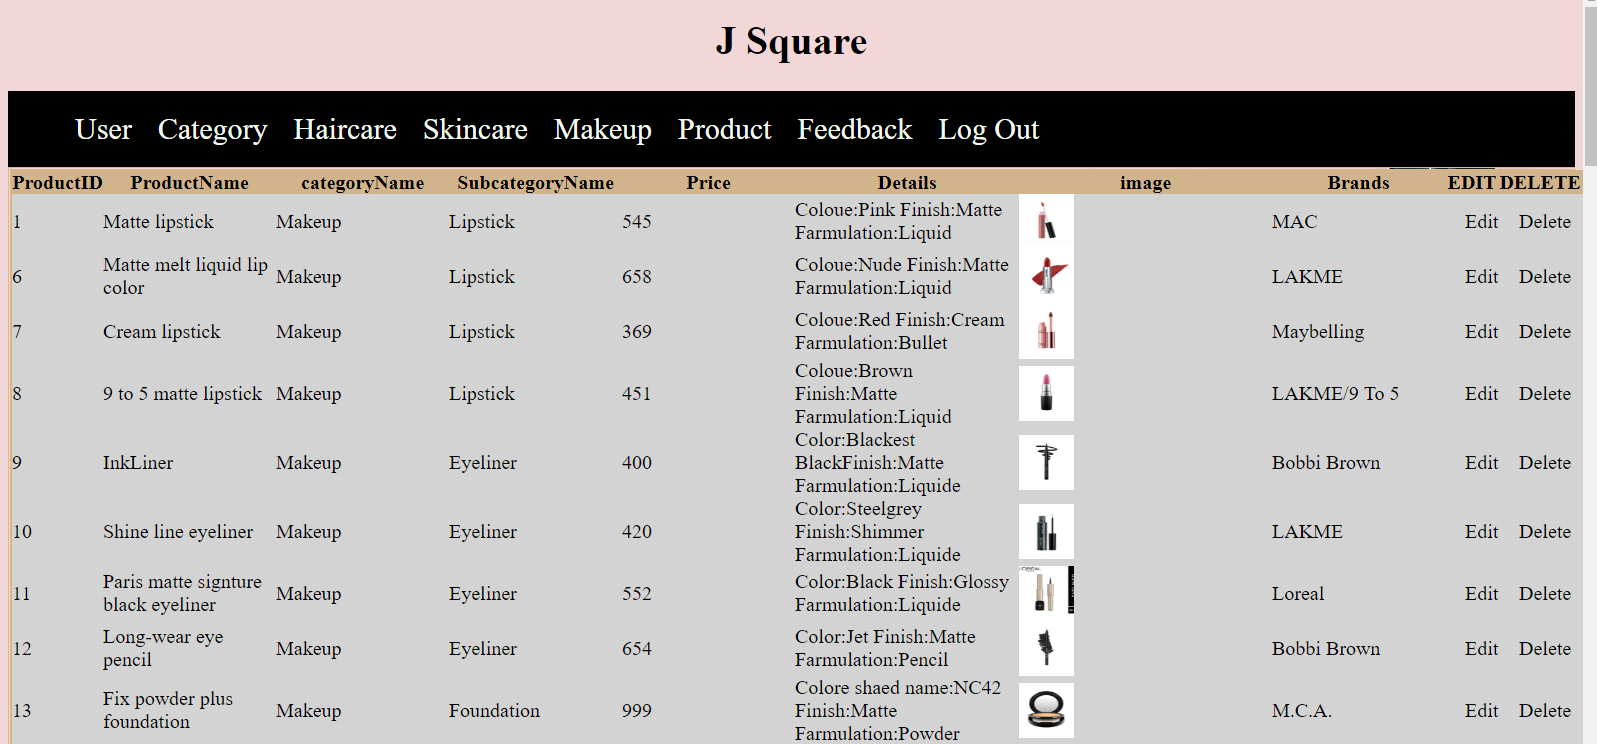 J Square
User Category Haircare Skincare Makeup Product Feedback Log Out
ProductID ProductName categoryName SubcategoryName Price Details image Brands EDIT DELETE
1 Matte lipstick Makeup Lipstick 545 Coloue:Pink Finish:Matte MAC Edit Delete
Farmulation:Liquid
6 Matte melt liquid lip Makeup Lipstick 658 Coloue:Nude Finish:Matte LAKME Edit Delete
color Farmulation:Liquid
7 Cream lipstick Makeup Lipstick 369 Coloue:Red Finish:Cream Maybelling Edit Delete
Farmulation:Bullet
8 9 to 5 matte lipstick Makeup Lipstick 451 Coloue:Brown LAKME/9 To 5 Edit Delete
Finish:Matte
Farmulation:Liquid
9 InkLiner Makeup Eyeliner 400 Color:Blackest Bobbi Brown Edit Delete
BlackFinish:Matte
Farmulation:Liquide
10 Shine line eyeliner Makeup Eyeliner 420 Color:Steelgrey LAKME Edit Delete
Finish:Shimmer
Farmulation:Liquide
11 Paris matte signture Makeup Eyeliner 552 Color:Black Finish:Glossy Loreal Edit Delete
black eyeliner Farmulation:Liquide
12 Long-wear eye Makeup Eyeliner 654 Color:Jet Finish:Matte Bobbi Brown Edit Delete
pencil Farmulation:Pencil
13 Fix powder plus Makeup Foundation 999 Colore shaed name:NC42 M.C.A. Edit Delete
foundation Finish:Matte
Farmulation:Powder